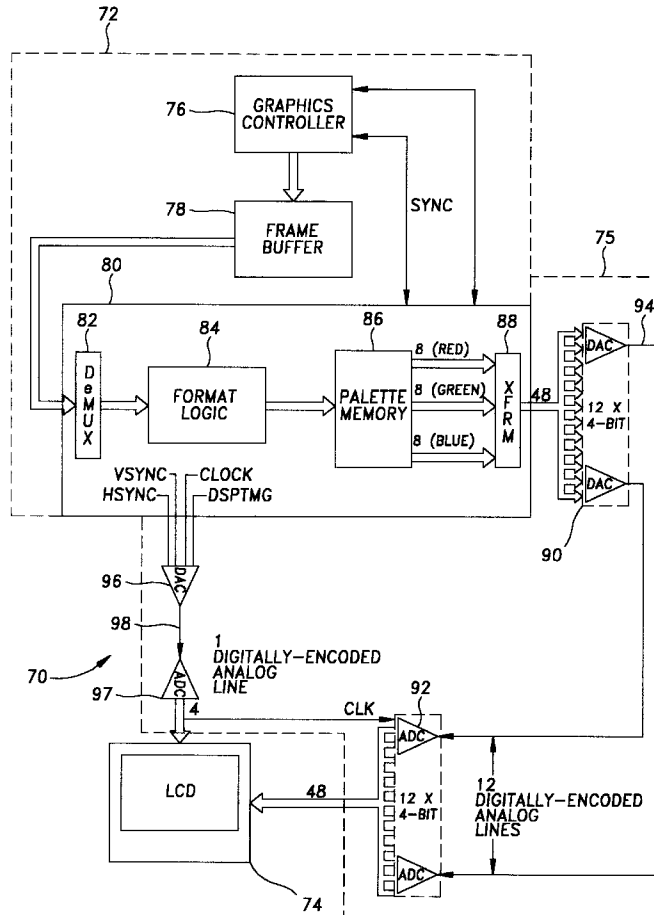 72
76
GRAPHICS
CONTROLLER
SYNC
78
FRAME
BUFFER
75
80
82
DeMUX
84
FORMAT
LOGIC
86
PALETTE
MEMORY
8 (RED)
8 (GREEN)
8 (BLUE)
88
XFRM
48
94
DAC
12 X
4-BIT
DAC
90
VSYNC
CLOCK
HSYNC
DSPTMG
96
DAC
98
1
DIGITALLY-ENCODED
ANALOG
LINE
70
97
ADC
4
CLK
92
ADC
LCD
48
12 X
4-BIT
12
DIGITALLY-ENCODED
ANALOG
LINES
ADC
74